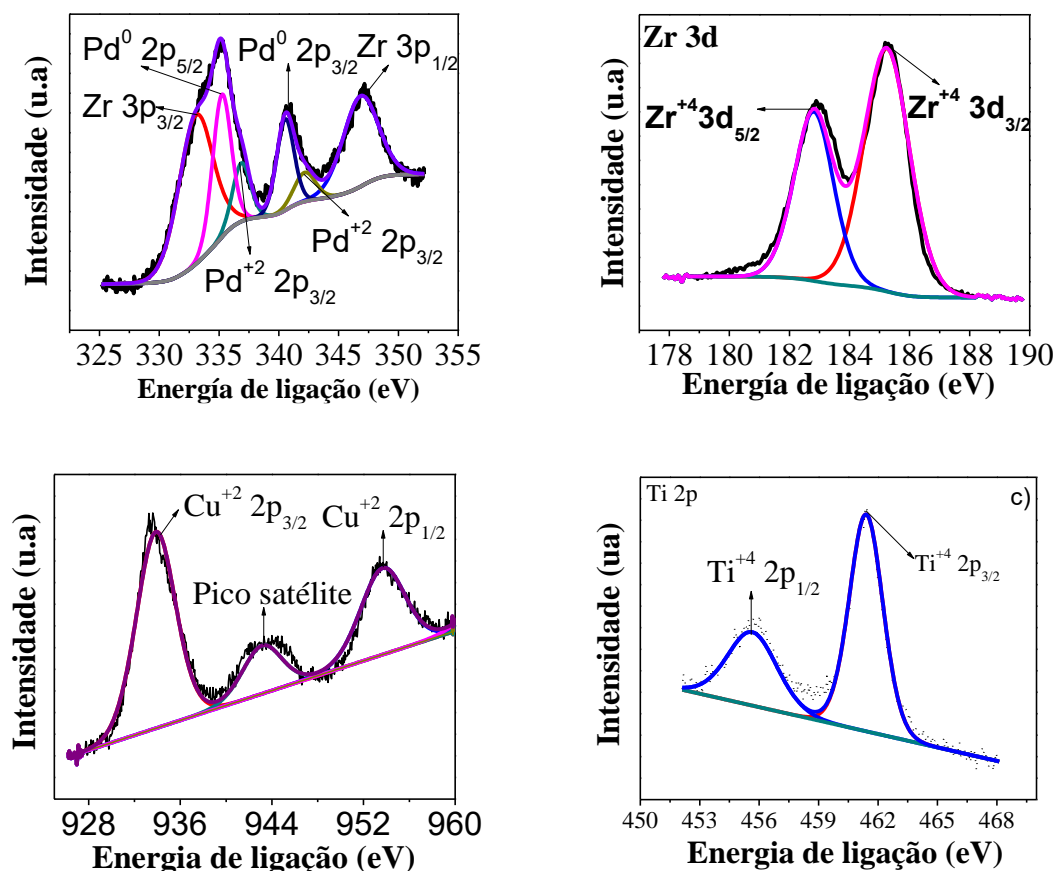 Pd⁰ 2p₅/₂
Pd⁰ 2p₃/₂
Zr 3p₁/₂
Zr 3p₃/₂
Pd⁺² 2p₃/₂
Pd⁺² 2p₃/₂
Intensidade (u.a)
325 330 335 340 345 350 355
Energía de ligação (eV)
Zr 3d
Zr⁺⁴3d₅/₂
Zr⁺⁴ 3d₃/₂
Intensidade (u.a)
178 180 182 184 186 188 190
Energía de ligação (eV)
Cu⁺² 2p₃/₂
Cu⁺² 2p₁/₂
Pico satélite
Intensidade (u.a)
928 936 944 952 960
Energia de ligação (eV)
Ti 2p
c)
Ti⁺⁴ 2p₁/₂
Ti⁺⁴ 2p₃/₂
Intensidade (ua)
450 453 456 459 462 465 468
Energia de ligação (eV)